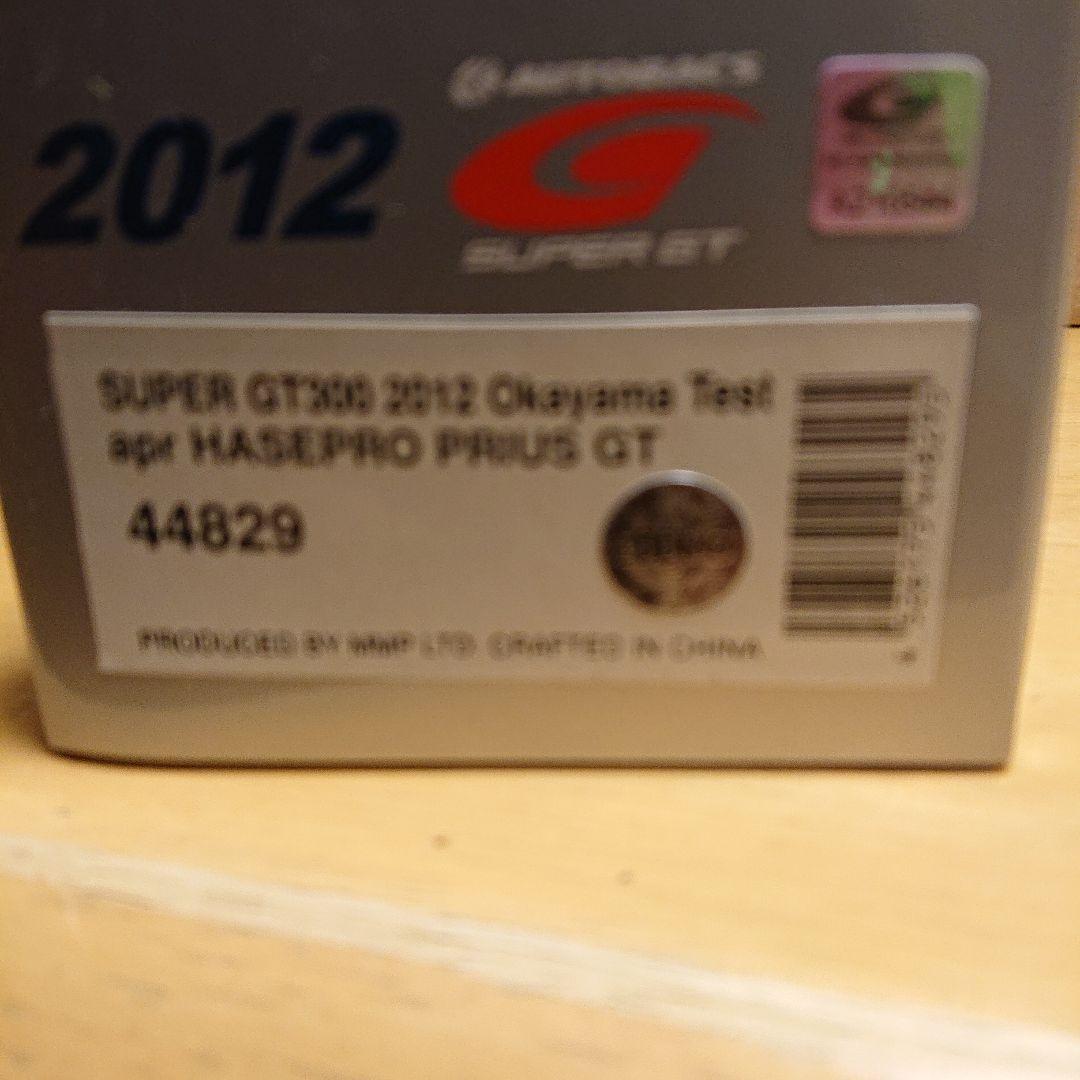 AUTOBACS
2012
SUPER GT
SUPER GT300 2012 Okayama Test
apr HASEPRO PRIUS GT
44829
PRODUCED BY MMP LTD. CRAFTED IN CHINA